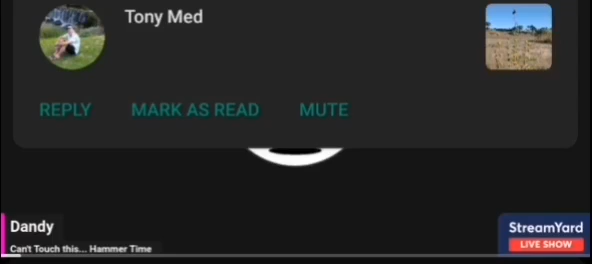 Tony Med
REPLY MARK AS READ MUTE
Dandy
Can't Touch this... Hammer Time
StreamYard
LIVE SHOW